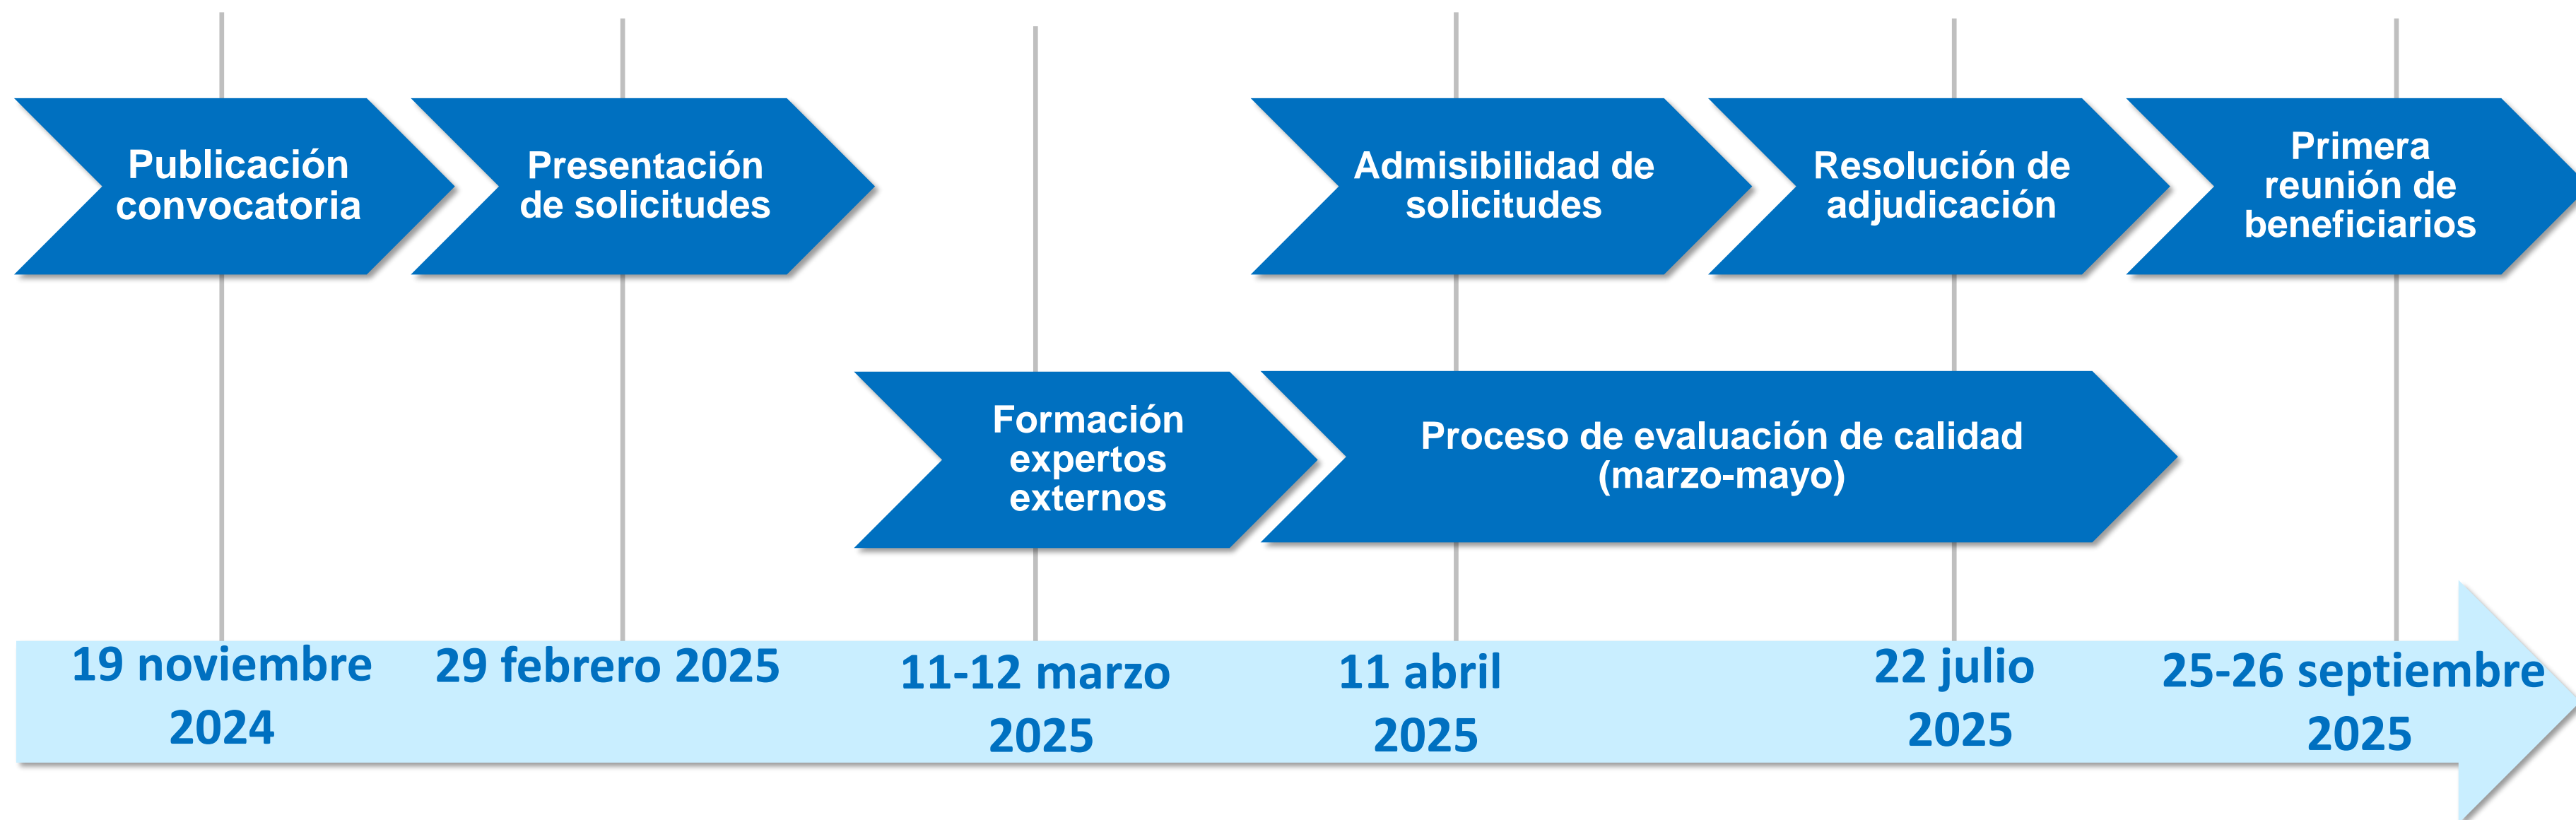 Publicación
convocatoria
Presentación
de solicitudes
Admisibilidad de
solicitudes
Resolución de
adjudicación
Primera
reunión de
beneficiarios
Formación
expertos
externos
Proceso de evaluación de calidad
(marzo-mayo)
19 noviembre
2024
29 febrero 2025
11-12 marzo
2025
11 abril
2025
22 julio
2025
25-26 septiembre
2025